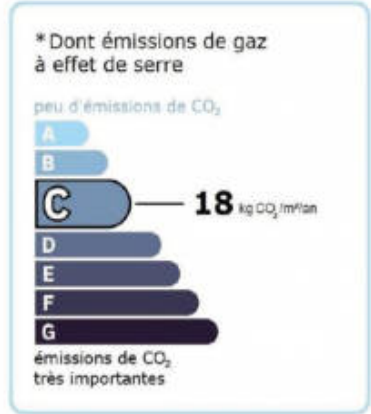 *Dont émissions de gaz
à effet de serre
peu d'émissions de CO₂
A
B
C 18 kg CO₂/m²/an
D
E
F
G
émissions de CO₂
très importantes